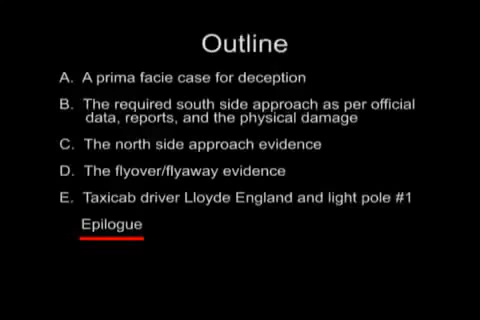 Outline
A. A prima facie case for deception
B. The required south side approach as per official
data, reports, and the physical damage
C. The north side approach evidence
D. The flyover/flyaway evidence
E. Taxicab driver Lloyde England and light pole #1
Epilogue